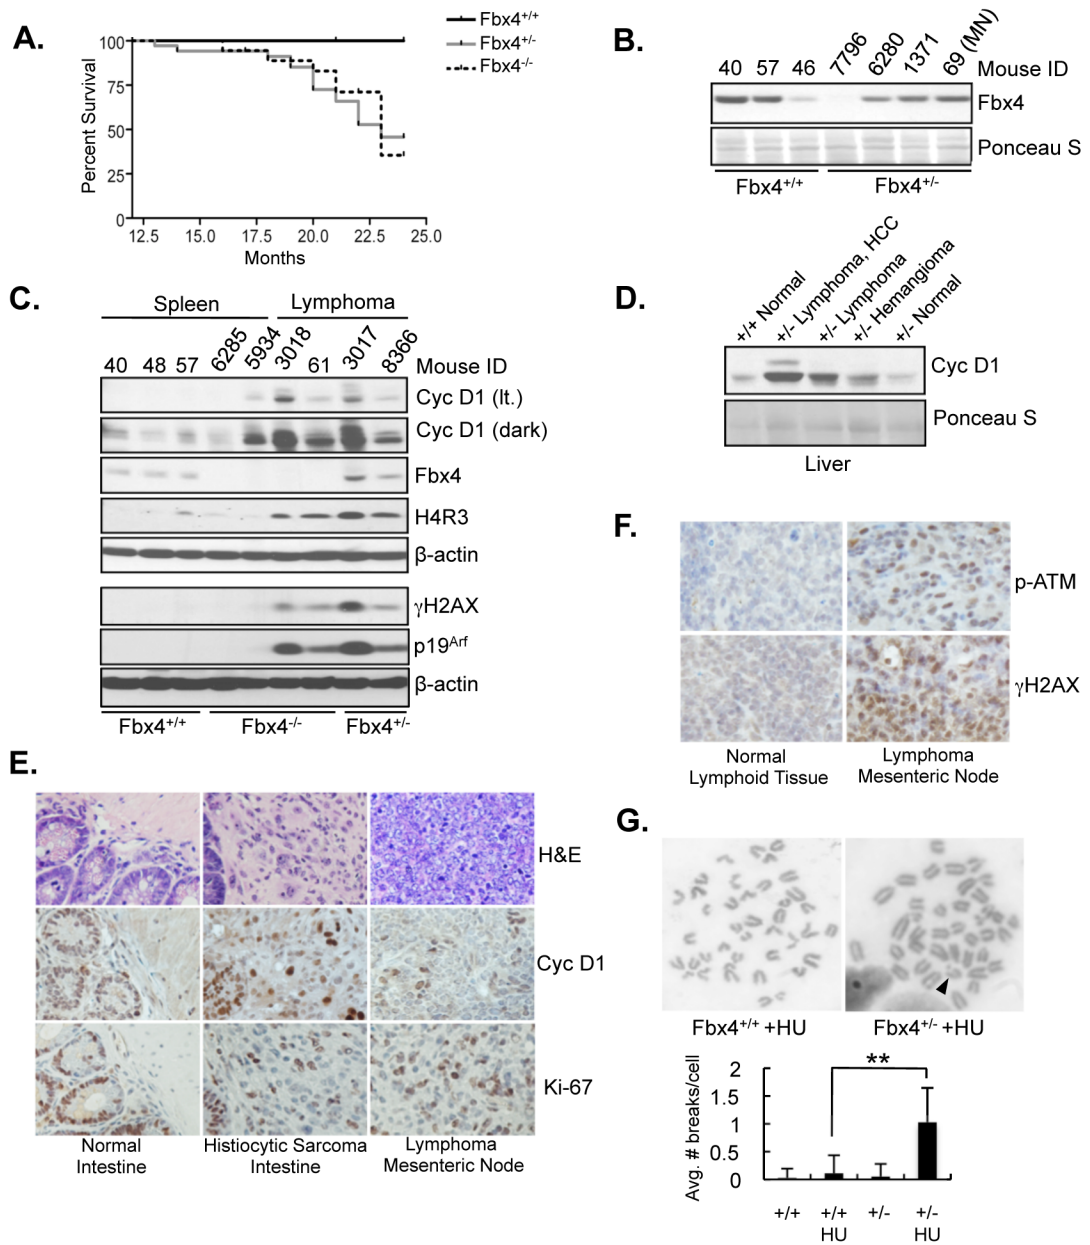 A.
Fbx4+/+
Fbx4+/-
Fbx4-/-
100
75
50
25
0
Percent Survival
12.5 15.0 17.5 20.0 22.5 25.0
Months
B.
40 57 46 7796 6280 1371 69 (MN) Mouse ID
Fbx4
Ponceau S
Fbx4+/+ Fbx4+/-
C.
Spleen Lymphoma
40 48 57 6285 5934 3018 61 3017 8366 Mouse ID
Cyc D1 (lt.)
Cyc D1 (dark)
Fbx4
H4R3
β-actin
γH2AX
p19Arf
β-actin
Fbx4+/+ Fbx4-/- Fbx4+/-
D.
+/+ Normal
+/- Lymphoma, HCC
+/- Lymphoma
+/- Hemangioma
+/- Normal
Cyc D1
Ponceau S
Liver
E.
H&E
Cyc D1
Ki-67
Normal
Intestine
Histiocytic Sarcoma
Intestine
Lymphoma
Mesenteric Node
F.
p-ATM
γH2AX
Normal
Lymphoid Tissue
Lymphoma
Mesenteric Node
G.
Fbx4+/+ +HU Fbx4+/- +HU
Avg. # breaks/cell
2
1.5
1
0.5
0
**
+/+ +/+ +/- +/-
HU HU